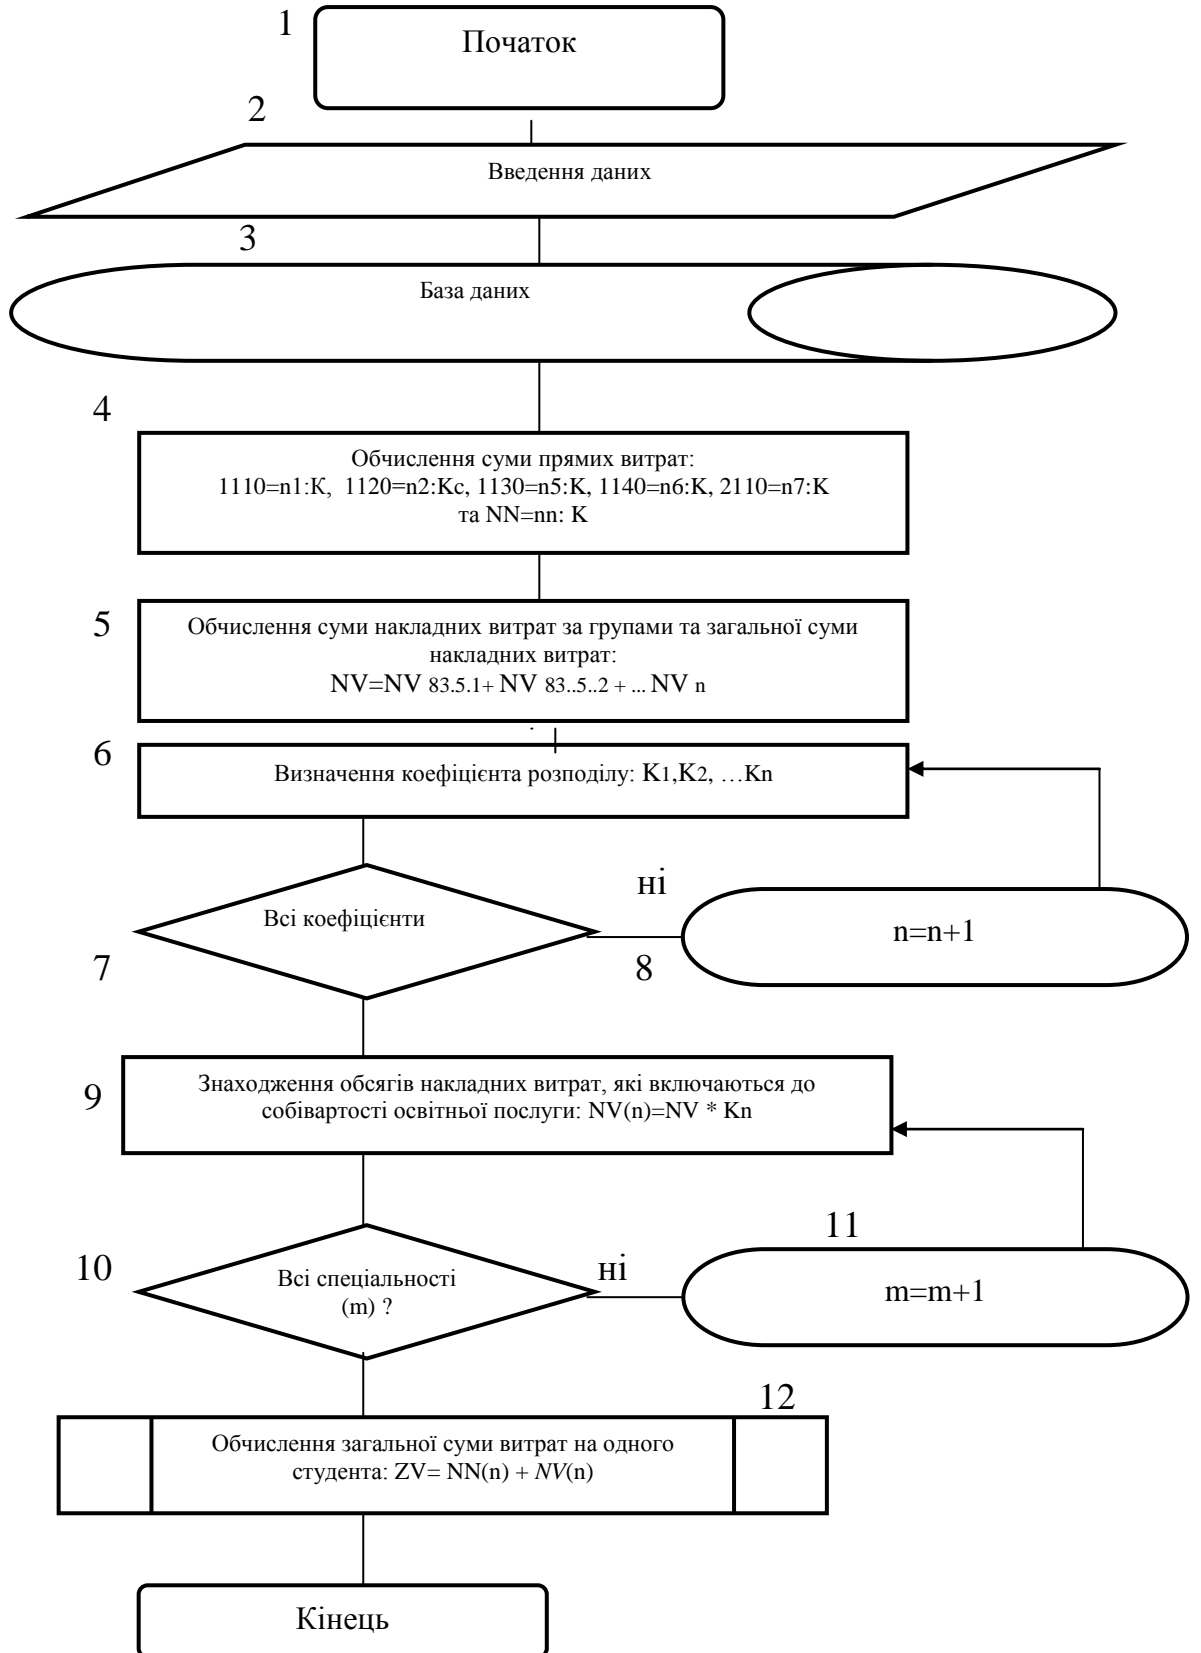 1
Початок
2
Введення даних
3
База даних
4
Обчислення суми прямих витрат:
1110=n1:К, 1120=n2:Kc, 1130=n5:K, 1140=n6:K, 2110=n7:K
та NN=nn: K
5
Обчислення суми накладних витрат за групами та загальної суми
накладних витрат:
NV=NV 83.5.1+ NV 83..5..2 + ... NV n
6
Визначення коефіцієнта розподілу: K1,K2, …Kn
ні
Всі коефіцієнти
n=n+1
7
8
9
Знаходження обсягів накладних витрат, які включаються до
собівартості освітньої послуги: NV(n)=NV * Kn
11
10
Всі спеціальності
(m) ?
ні
m=m+1
12
Обчислення загальної суми витрат на одного
студента: ZV= NN(n) + NV(n)
Кінець